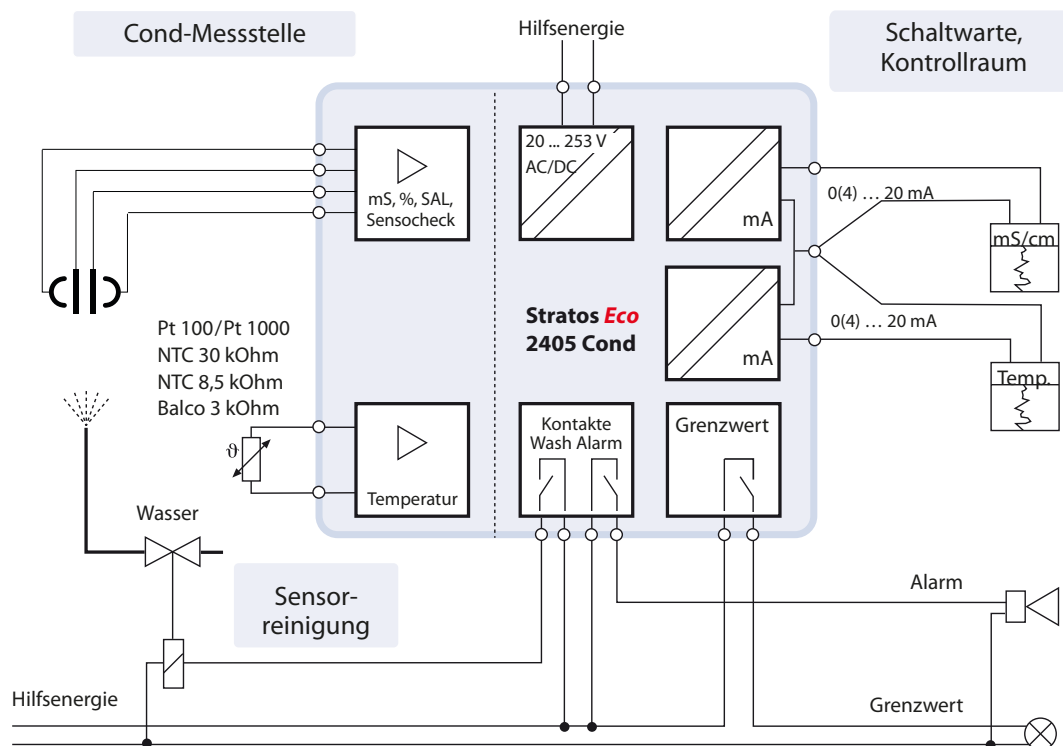 Cond-Messstelle
Hilfsenergie
Schaltwarte,
Kontrollraum
20 ... 253 V
AC/DC
mS, %, SAL,
Sensocheck
mA
0(4) … 20 mA
mS/cm
Pt 100/Pt 1000
NTC 30 kOhm
NTC 8,5 kOhm
Balco 3 kOhm
Stratos Eco
2405 Cond
mA
0(4) … 20 mA
Temp.
ϑ
Temperatur
Kontakte
Wash Alarm
Grenzwert
Wasser
Sensor-
reinigung
Alarm
Hilfsenergie
Grenzwert